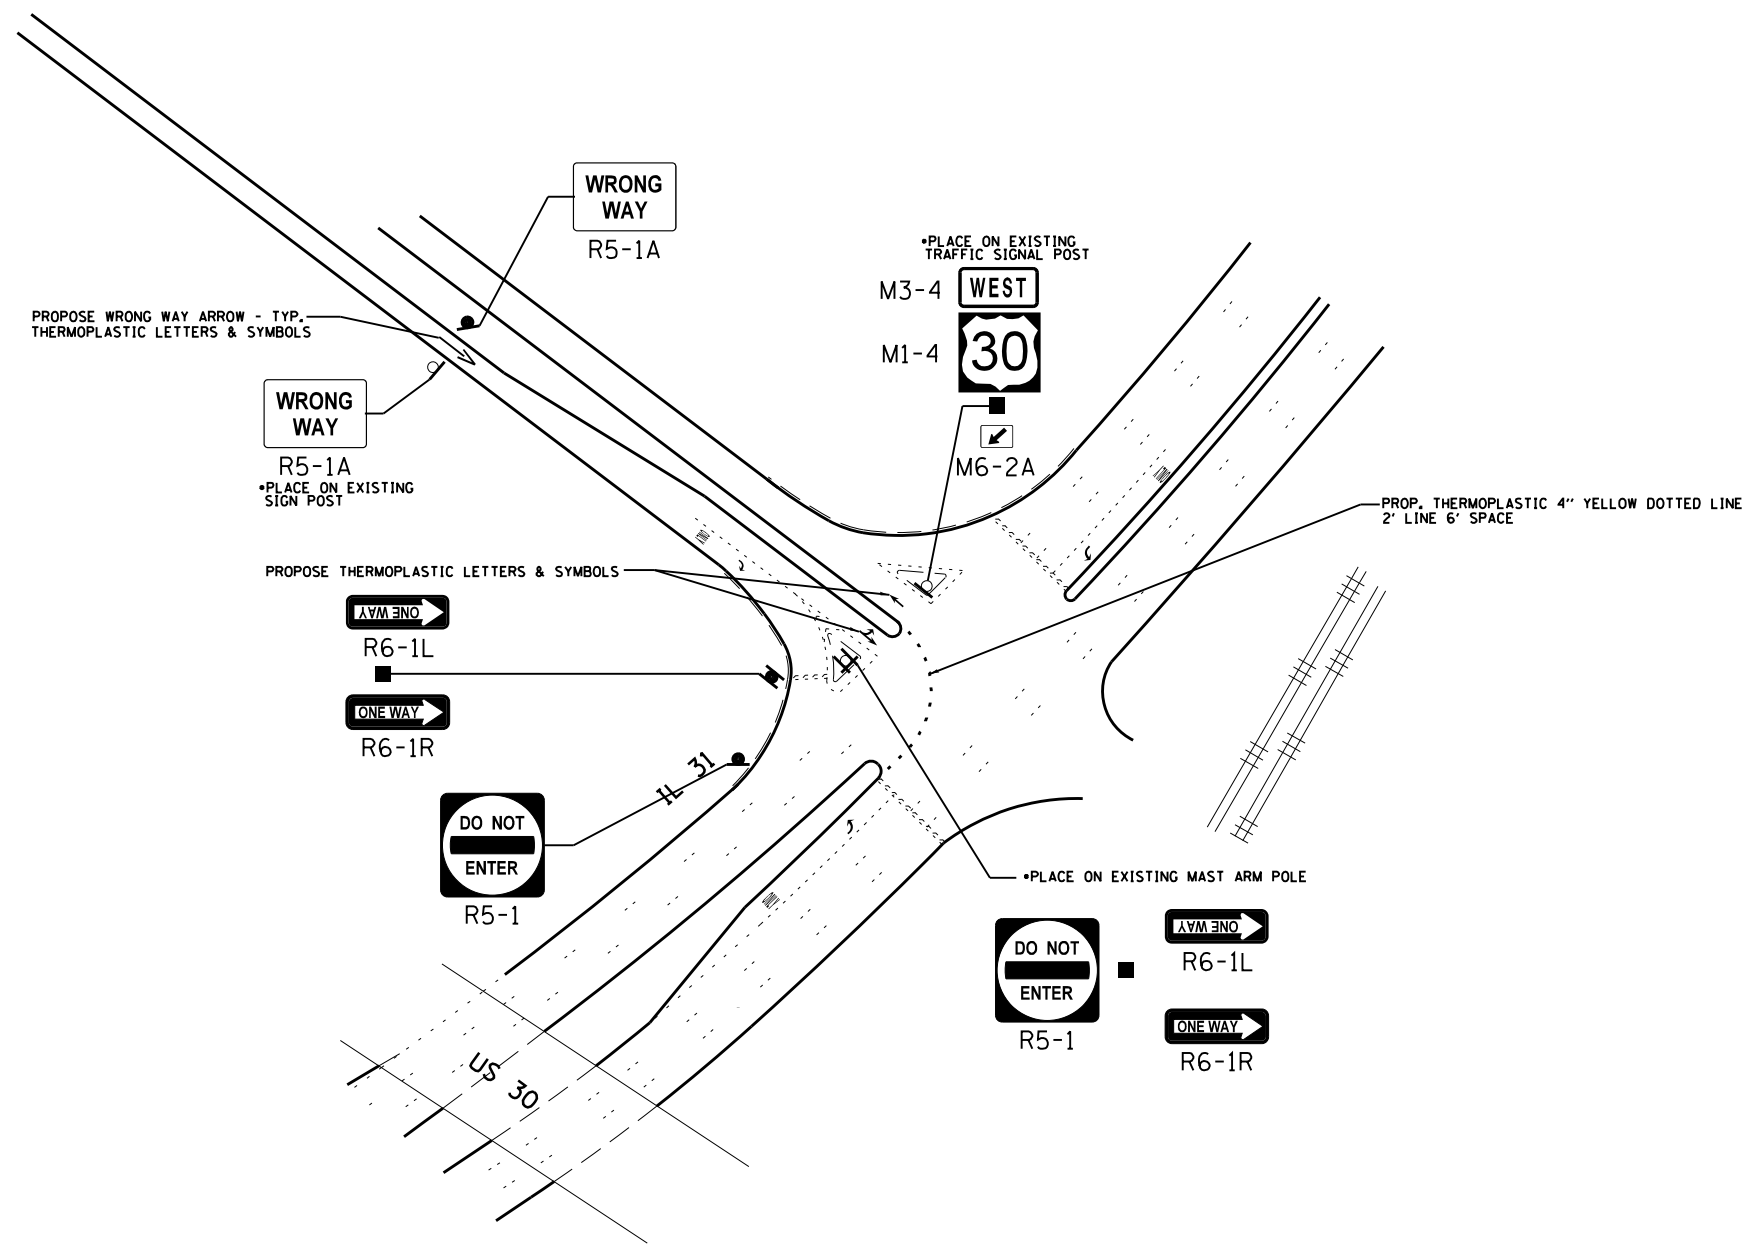 WRONG
WAY
R5-1A
•PLACE ON EXISTING
TRAFFIC SIGNAL POST
M3-4
WEST
M1-4
30
M6-2A
PROPOSE WRONG WAY ARROW - TYP.
THERMOPLASTIC LETTERS & SYMBOLS
WRONG
WAY
R5-1A
•PLACE ON EXISTING
SIGN POST
PROP. THERMOPLASTIC 4'' YELLOW DOTTED LINE
2' LINE 6' SPACE
PROPOSE THERMOPLASTIC LETTERS & SYMBOLS
ONE WAY
R6-1L
ONE WAY
R6-1R
IL 31
DO NOT
ENTER
R5-1
•PLACE ON EXISTING MAST ARM POLE
DO NOT
ENTER
R5-1
ONE WAY
R6-1L
ONE WAY
R6-1R
US 30